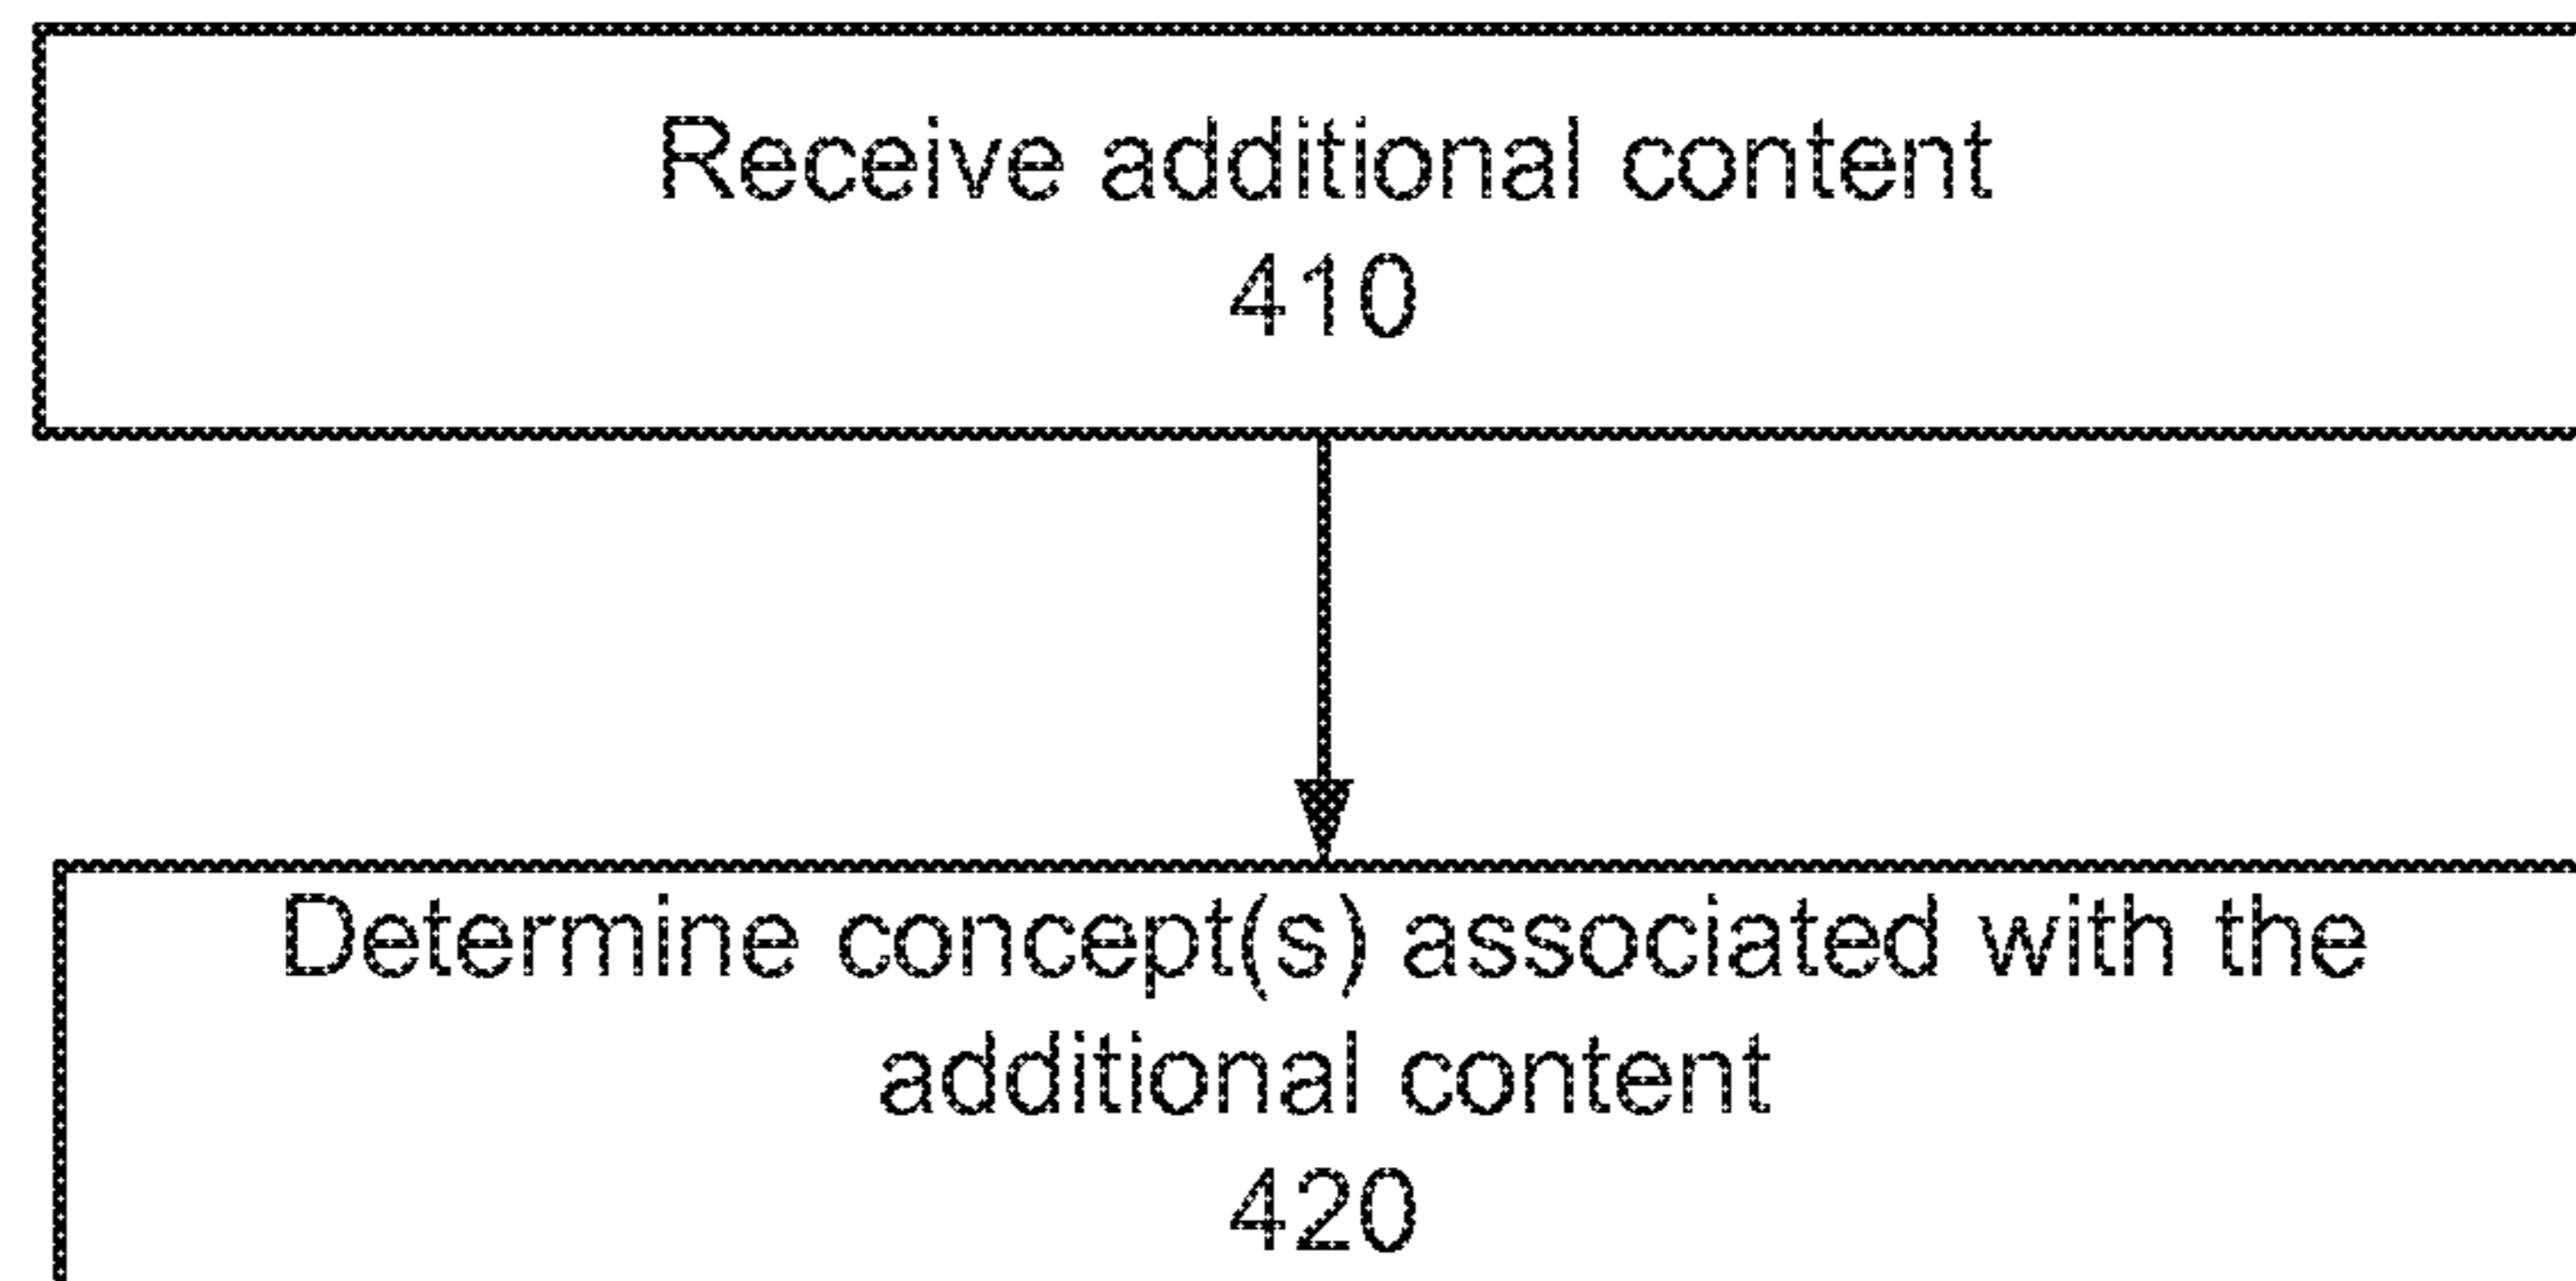 Receive additional content
410
Determine concept(s) associated with the
additional content
420